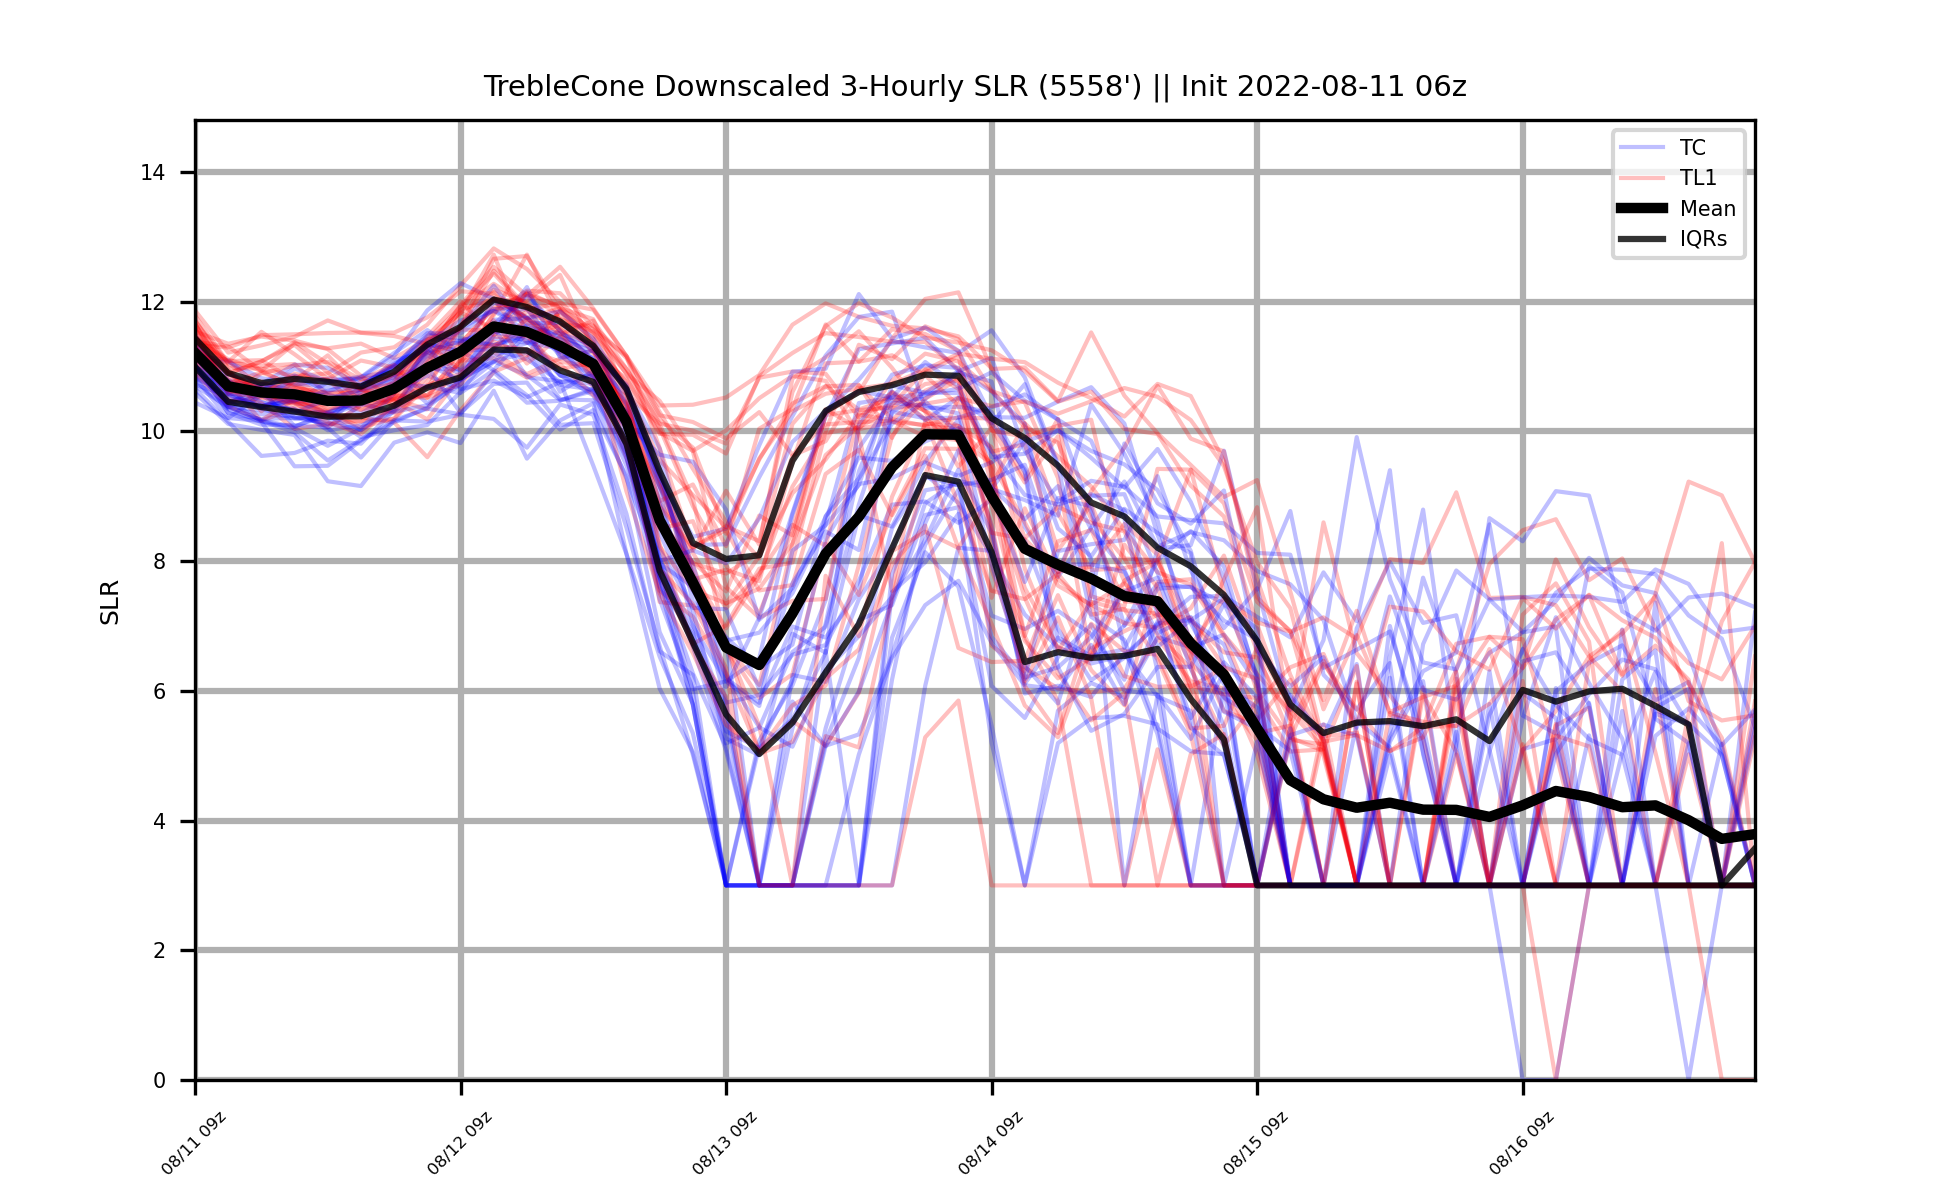 TrebleCone Downscaled 3-Hourly SLR (5558') || Init 2022-08-11 06z
TC
TL1
Mean
IQRs
SLR
14
12
10
8
6
4
2
0
08/11 09z
08/12 09z
08/13 09z
08/14 09z
08/15 09z
08/16 09z